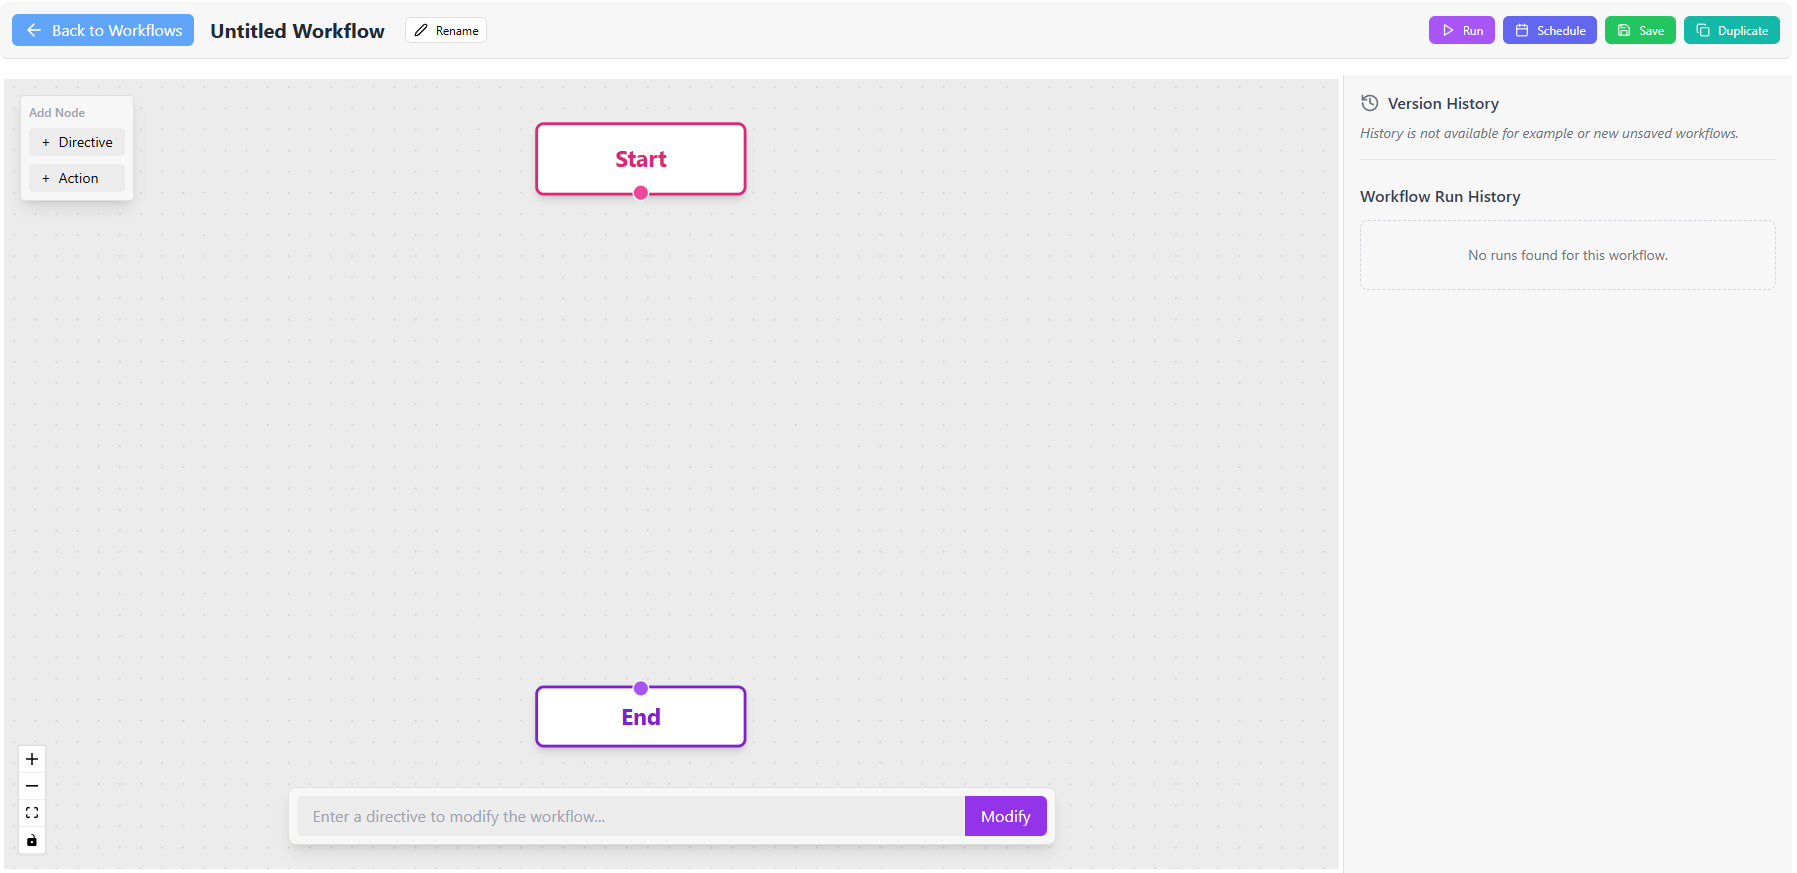 Back to Workflows
Untitled Workflow
Rename
Run
Schedule
Save
Duplicate
Add Node
+ Directive
+ Action
Start
End
Enter a directive to modify the workflow...
Modify
Version History
History is not available for example or new unsaved workflows.
Workflow Run History
No runs found for this workflow.